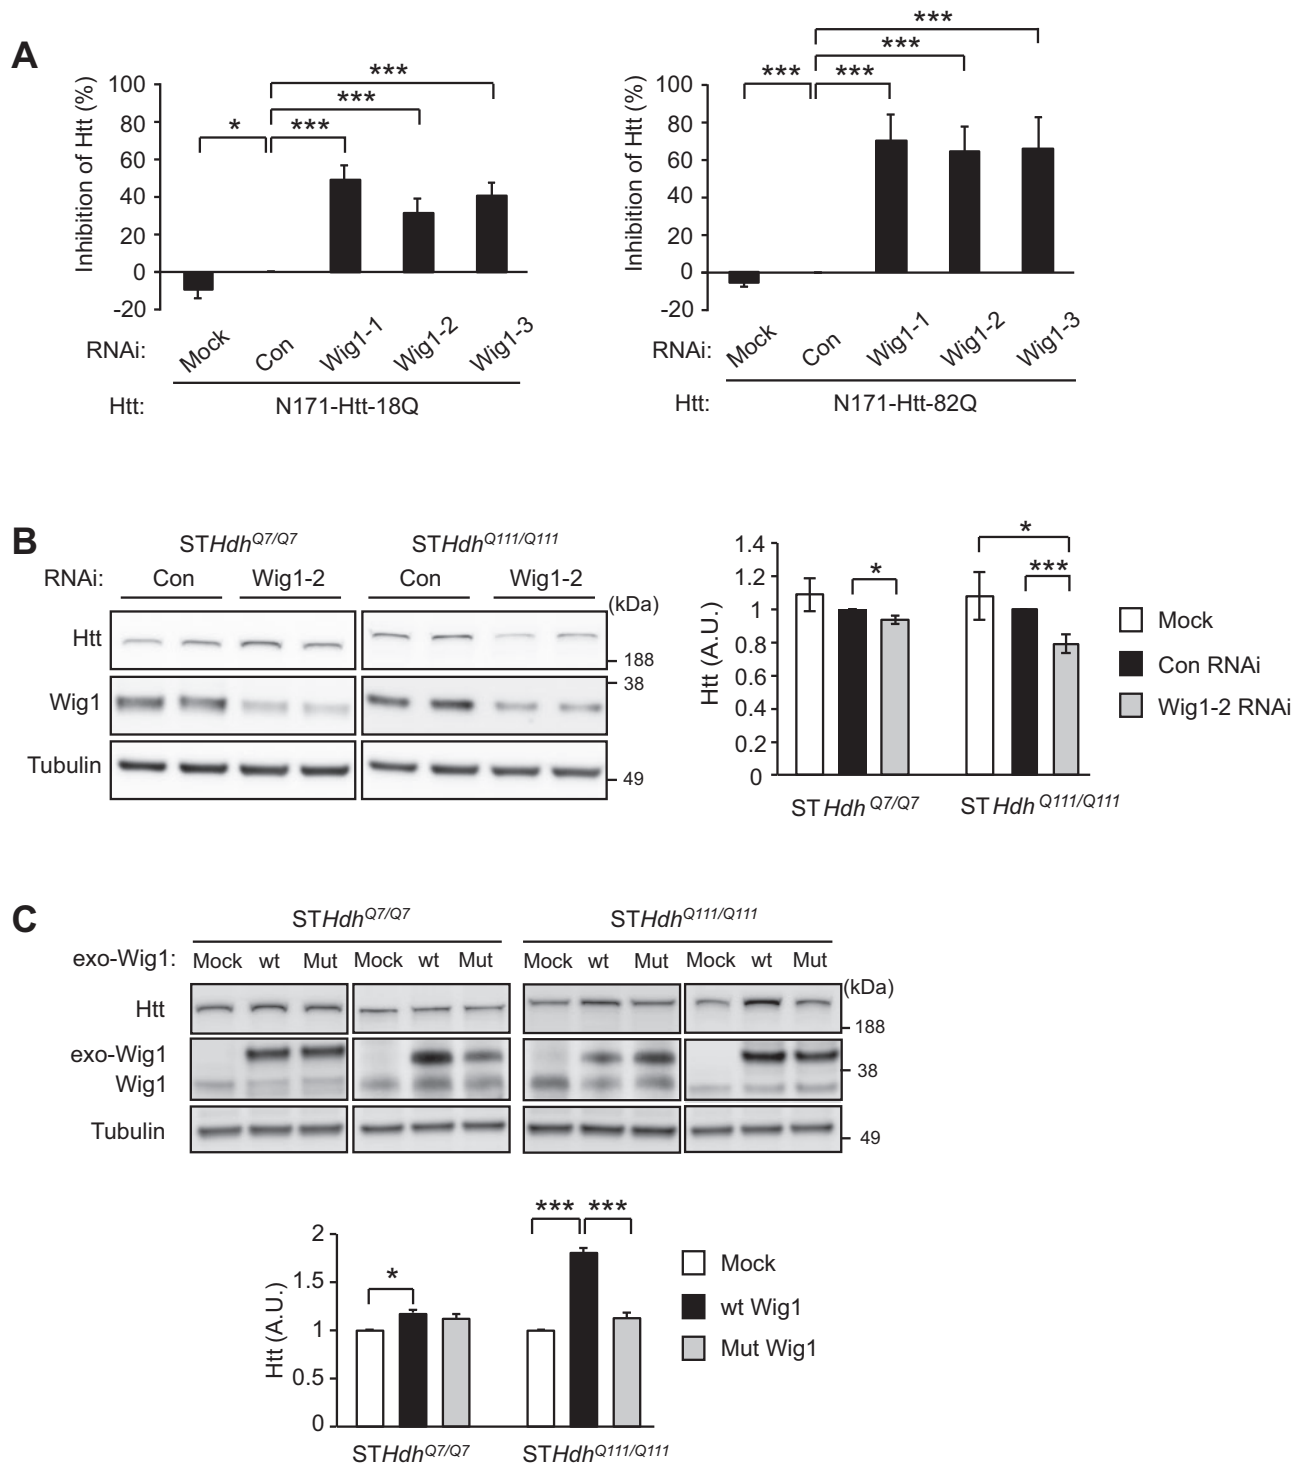 A
Inhibition of Htt (%)
100
80
60
40
20
0
-20
* *** *** ***
RNAi: Mock Con Wig1-1 Wig1-2 Wig1-3
Htt: N171-Htt-18Q
Inhibition of Htt (%)
100
80
60
40
20
0
-20
*** *** *** ***
RNAi: Mock Con Wig1-1 Wig1-2 Wig1-3
Htt: N171-Htt-82Q
B
STHdhQ7/Q7 STHdhQ111/Q111
RNAi: Con Wig1-2 Con Wig1-2
(kDa)
Htt
188
38
Wig1
Tubulin
49
Htt (A.U.)
1.4
1.2
1
0.8
0.6
0.4
0.2
0
* * ***
STHdh Q7/Q7 STHdh Q111/Q111
Mock
Con RNAi
Wig1-2 RNAi
C
STHdhQ7/Q7 STHdhQ111/Q111
exo-Wig1: Mock wt Mut Mock wt Mut Mock wt Mut Mock wt Mut
(kDa)
Htt
188
exo-Wig1
38
Wig1
Tubulin
49
Htt (A.U.)
2
1.5
1
0.5
0
* *** ***
STHdhQ7/Q7 STHdhQ111/Q111
Mock
wt Wig1
Mut Wig1